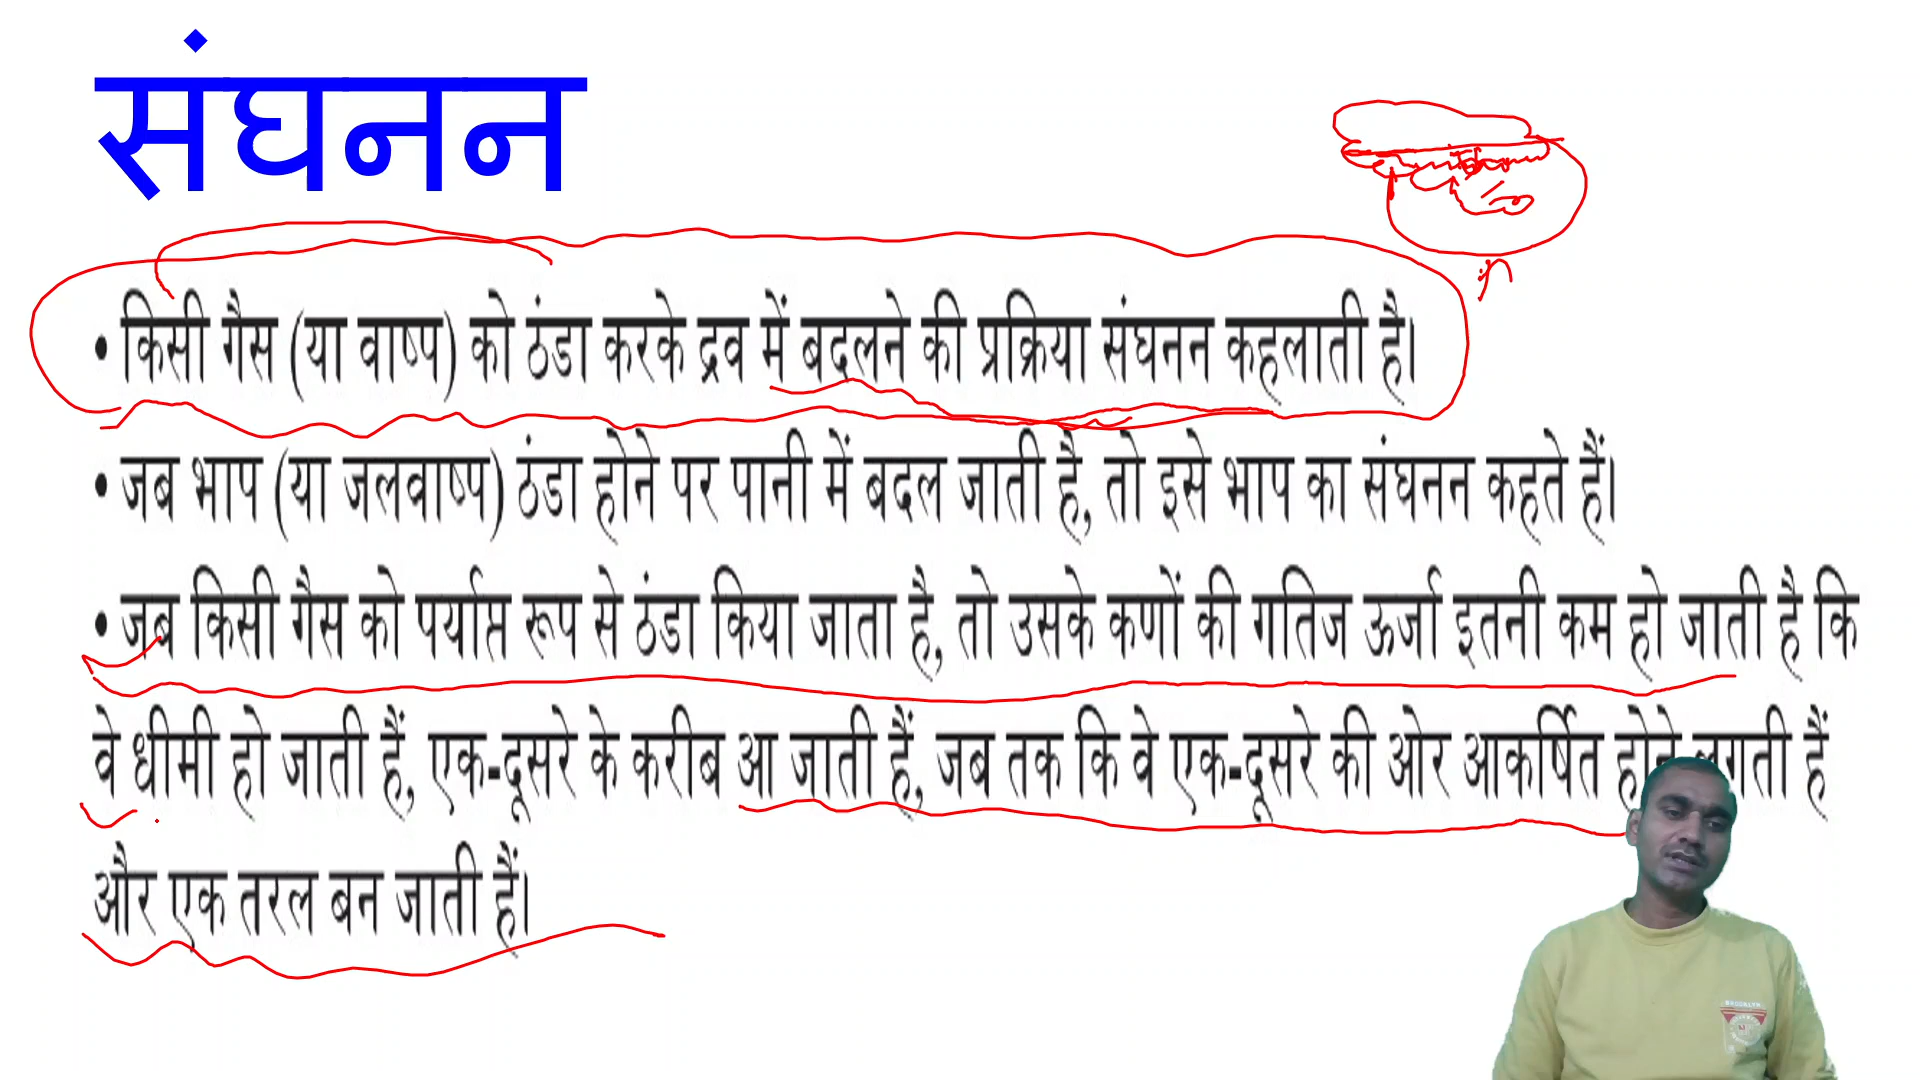 संघनन
• किसी गैस (या वाष्प) को ठंडा करके द्रव में बदलने की प्रक्रिया संघनन कहलाती है।
• जब भाप (या जलवाष्प) ठंडा होने पर पानी में बदल जाती है, तो इसे भाप का संघनन कहते हैं।
• जब किसी गैस को पर्याप्त रूप से ठंडा किया जाता है, तो उसके कणों की गतिज ऊर्जा इतनी कम हो जाती है कि
वे धीमी हो जाती हैं, एक-दूसरे के करीब आ जाती हैं, जब तक कि वे एक-दूसरे की ओर आकर्षित होने लगती हैं
और एक तरल बन जाती हैं।
BROOKLYN